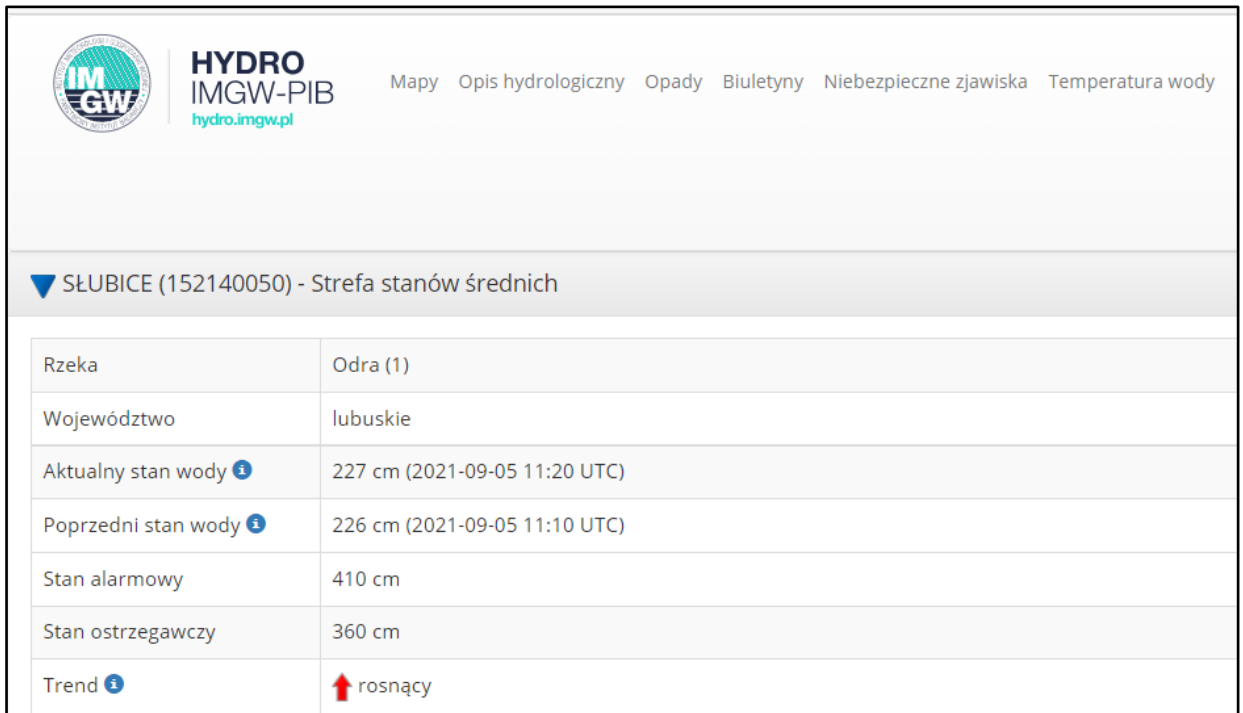 IM
GW
HYDRO
IMGW-PIB
hydro.imgw.pl
Mapy Opis hydrologiczny Opady Biuletyny Niebezpieczne zjawiska Temperatura wody
SŁUBICE (152140050) - Strefa stanów średnich
Rzeka Odra (1)
Województwo lubuskie
Aktualny stan wody 227 cm (2021-09-05 11:20 UTC)
Poprzedni stan wody 226 cm (2021-09-05 11:10 UTC)
Stan alarmowy 410 cm
Stan ostrzegawczy 360 cm
Trend rosnący